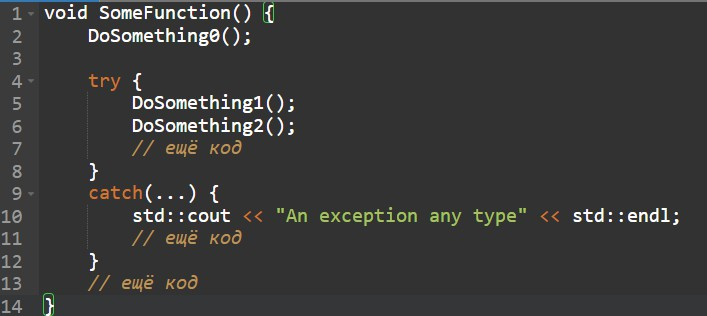 1 void SomeFunction() {
2 DoSomething0();
3
4 try {
5 DoSomething1();
6 DoSomething2();
7 // ещё код
8 }
9 catch(...) {
10 std::cout << "An exception any type" << std::endl;
11 // ещё код
12 }
13 // ещё код
14 }